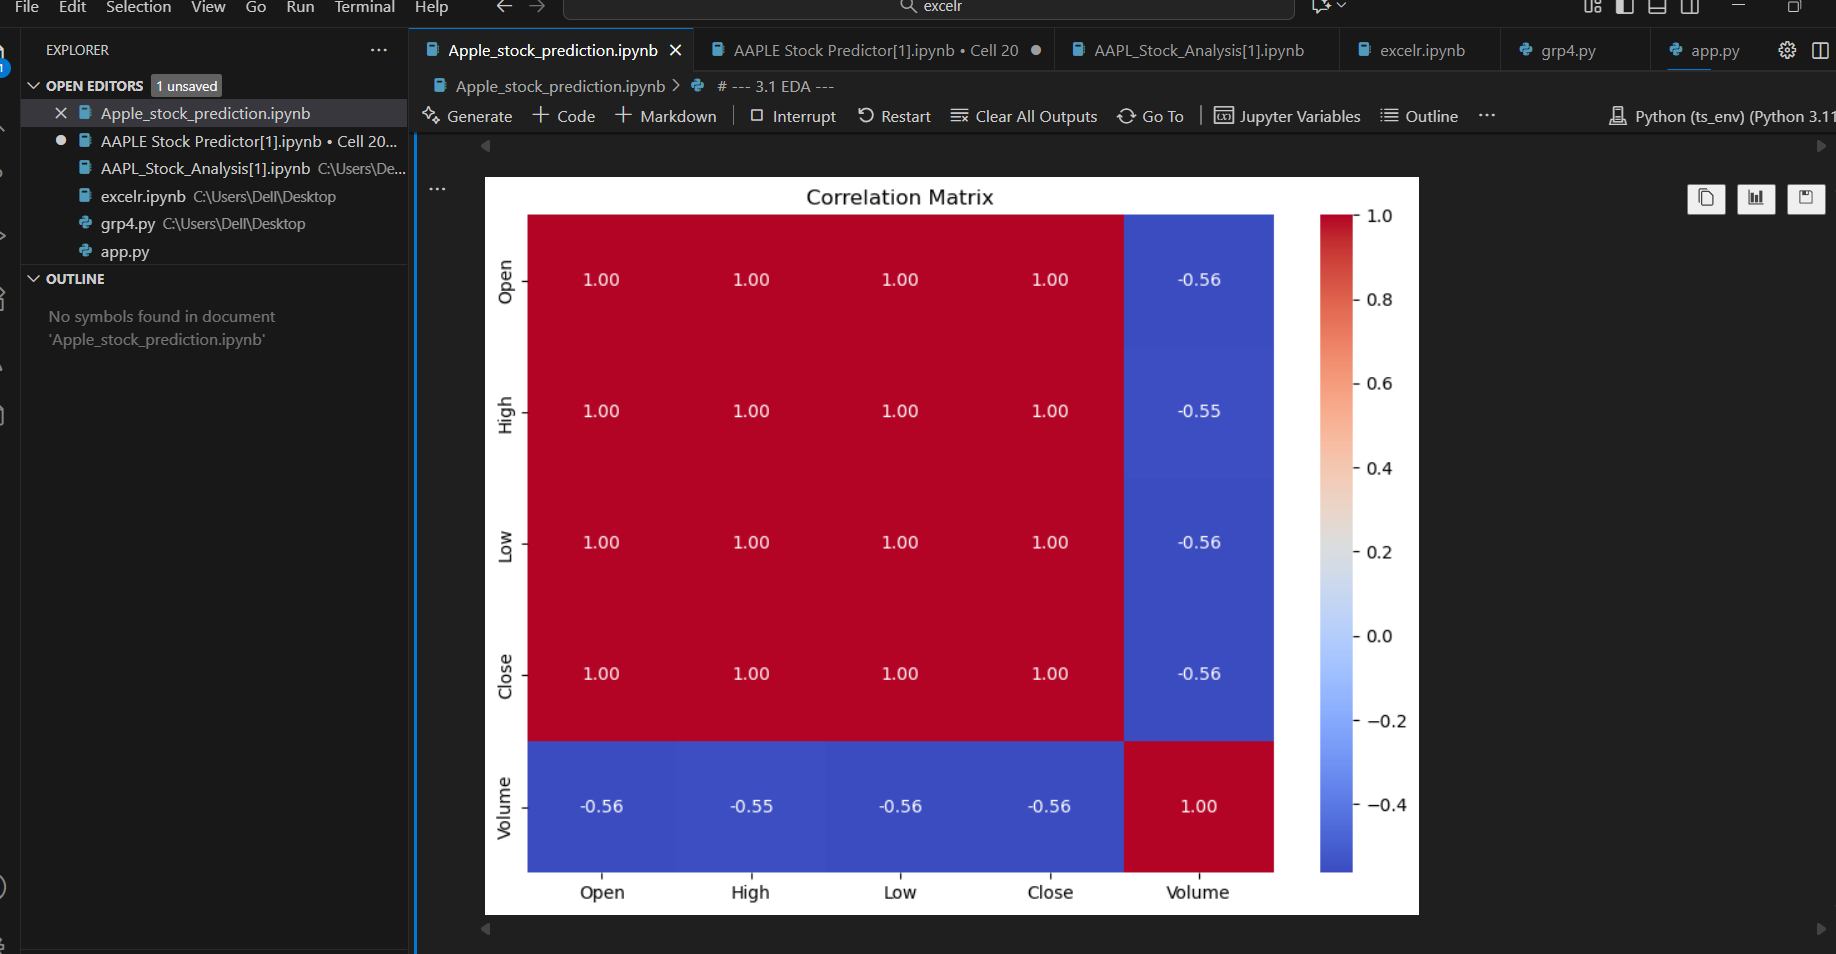 File Edit Selection View Go Run Terminal Help
excelr
EXPLORER
OPEN EDITORS 1 unsaved
Apple_stock_prediction.ipynb
AAPLE Stock Predictor[1].ipynb • Cell 20...
AAPL_Stock_Analysis[1].ipynb C:\Users\De...
excelr.ipynb C:\Users\Dell\Desktop
grp4.py C:\Users\Dell\Desktop
app.py
OUTLINE
No symbols found in document
'Apple_stock_prediction.ipynb'
Apple_stock_prediction.ipynb
AAPLE Stock Predictor[1].ipynb • Cell 20
AAPL_Stock_Analysis[1].ipynb
excelr.ipynb
grp4.py
app.py
Apple_stock_prediction.ipynb > # --- 3.1 EDA ---
Generate + Code + Markdown | Interrupt Restart Clear All Outputs Go To | Jupyter Variables Outline ... Python (ts_env) (Python 3.11
Correlation Matrix
Open 1.00 1.00 1.00 1.00 -0.56
High 1.00 1.00 1.00 1.00 -0.55
Low 1.00 1.00 1.00 1.00 -0.56
Close 1.00 1.00 1.00 1.00 -0.56
Volume -0.56 -0.55 -0.56 -0.56 1.00
Open High Low Close Volume
1.0
0.8
0.6
0.4
0.2
0.0
−0.2
−0.4